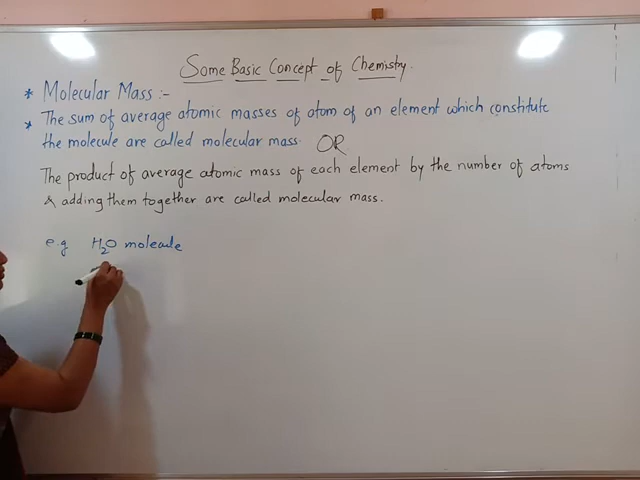 Some Basic Concept of Chemistry.
* Molecular Mass :-
* The sum of average atomic masses of atom of an element which constitute
the molecule are called molecular mass. OR
The product of average atomic mass of each element by the number of atoms
& adding them together are called molecular mass.
e.g H₂O molecule